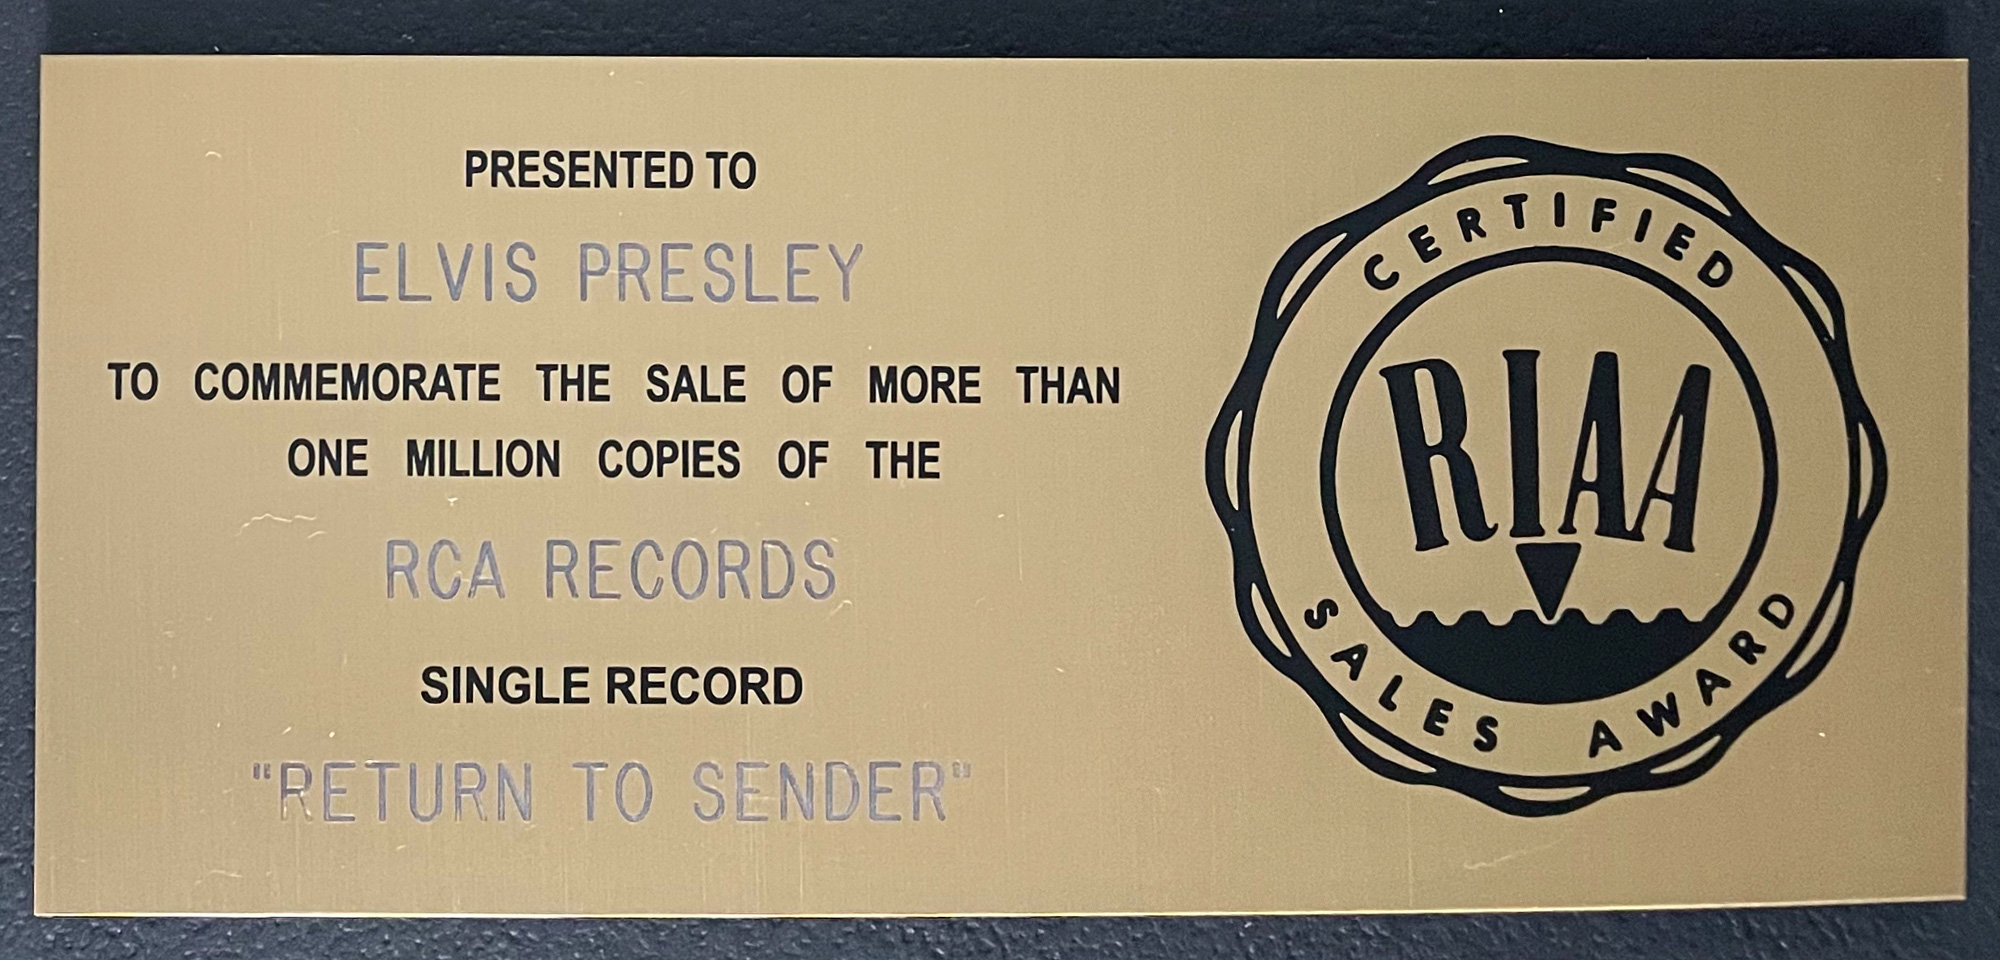 PRESENTED TO
ELVIS PRESLEY
TO COMMEMORATE THE SALE OF MORE THAN
ONE MILLION COPIES OF THE
RCA RECORDS
SINGLE RECORD
"RETURN TO SENDER"
CERTIFIED
RIAA
SALES AWARD